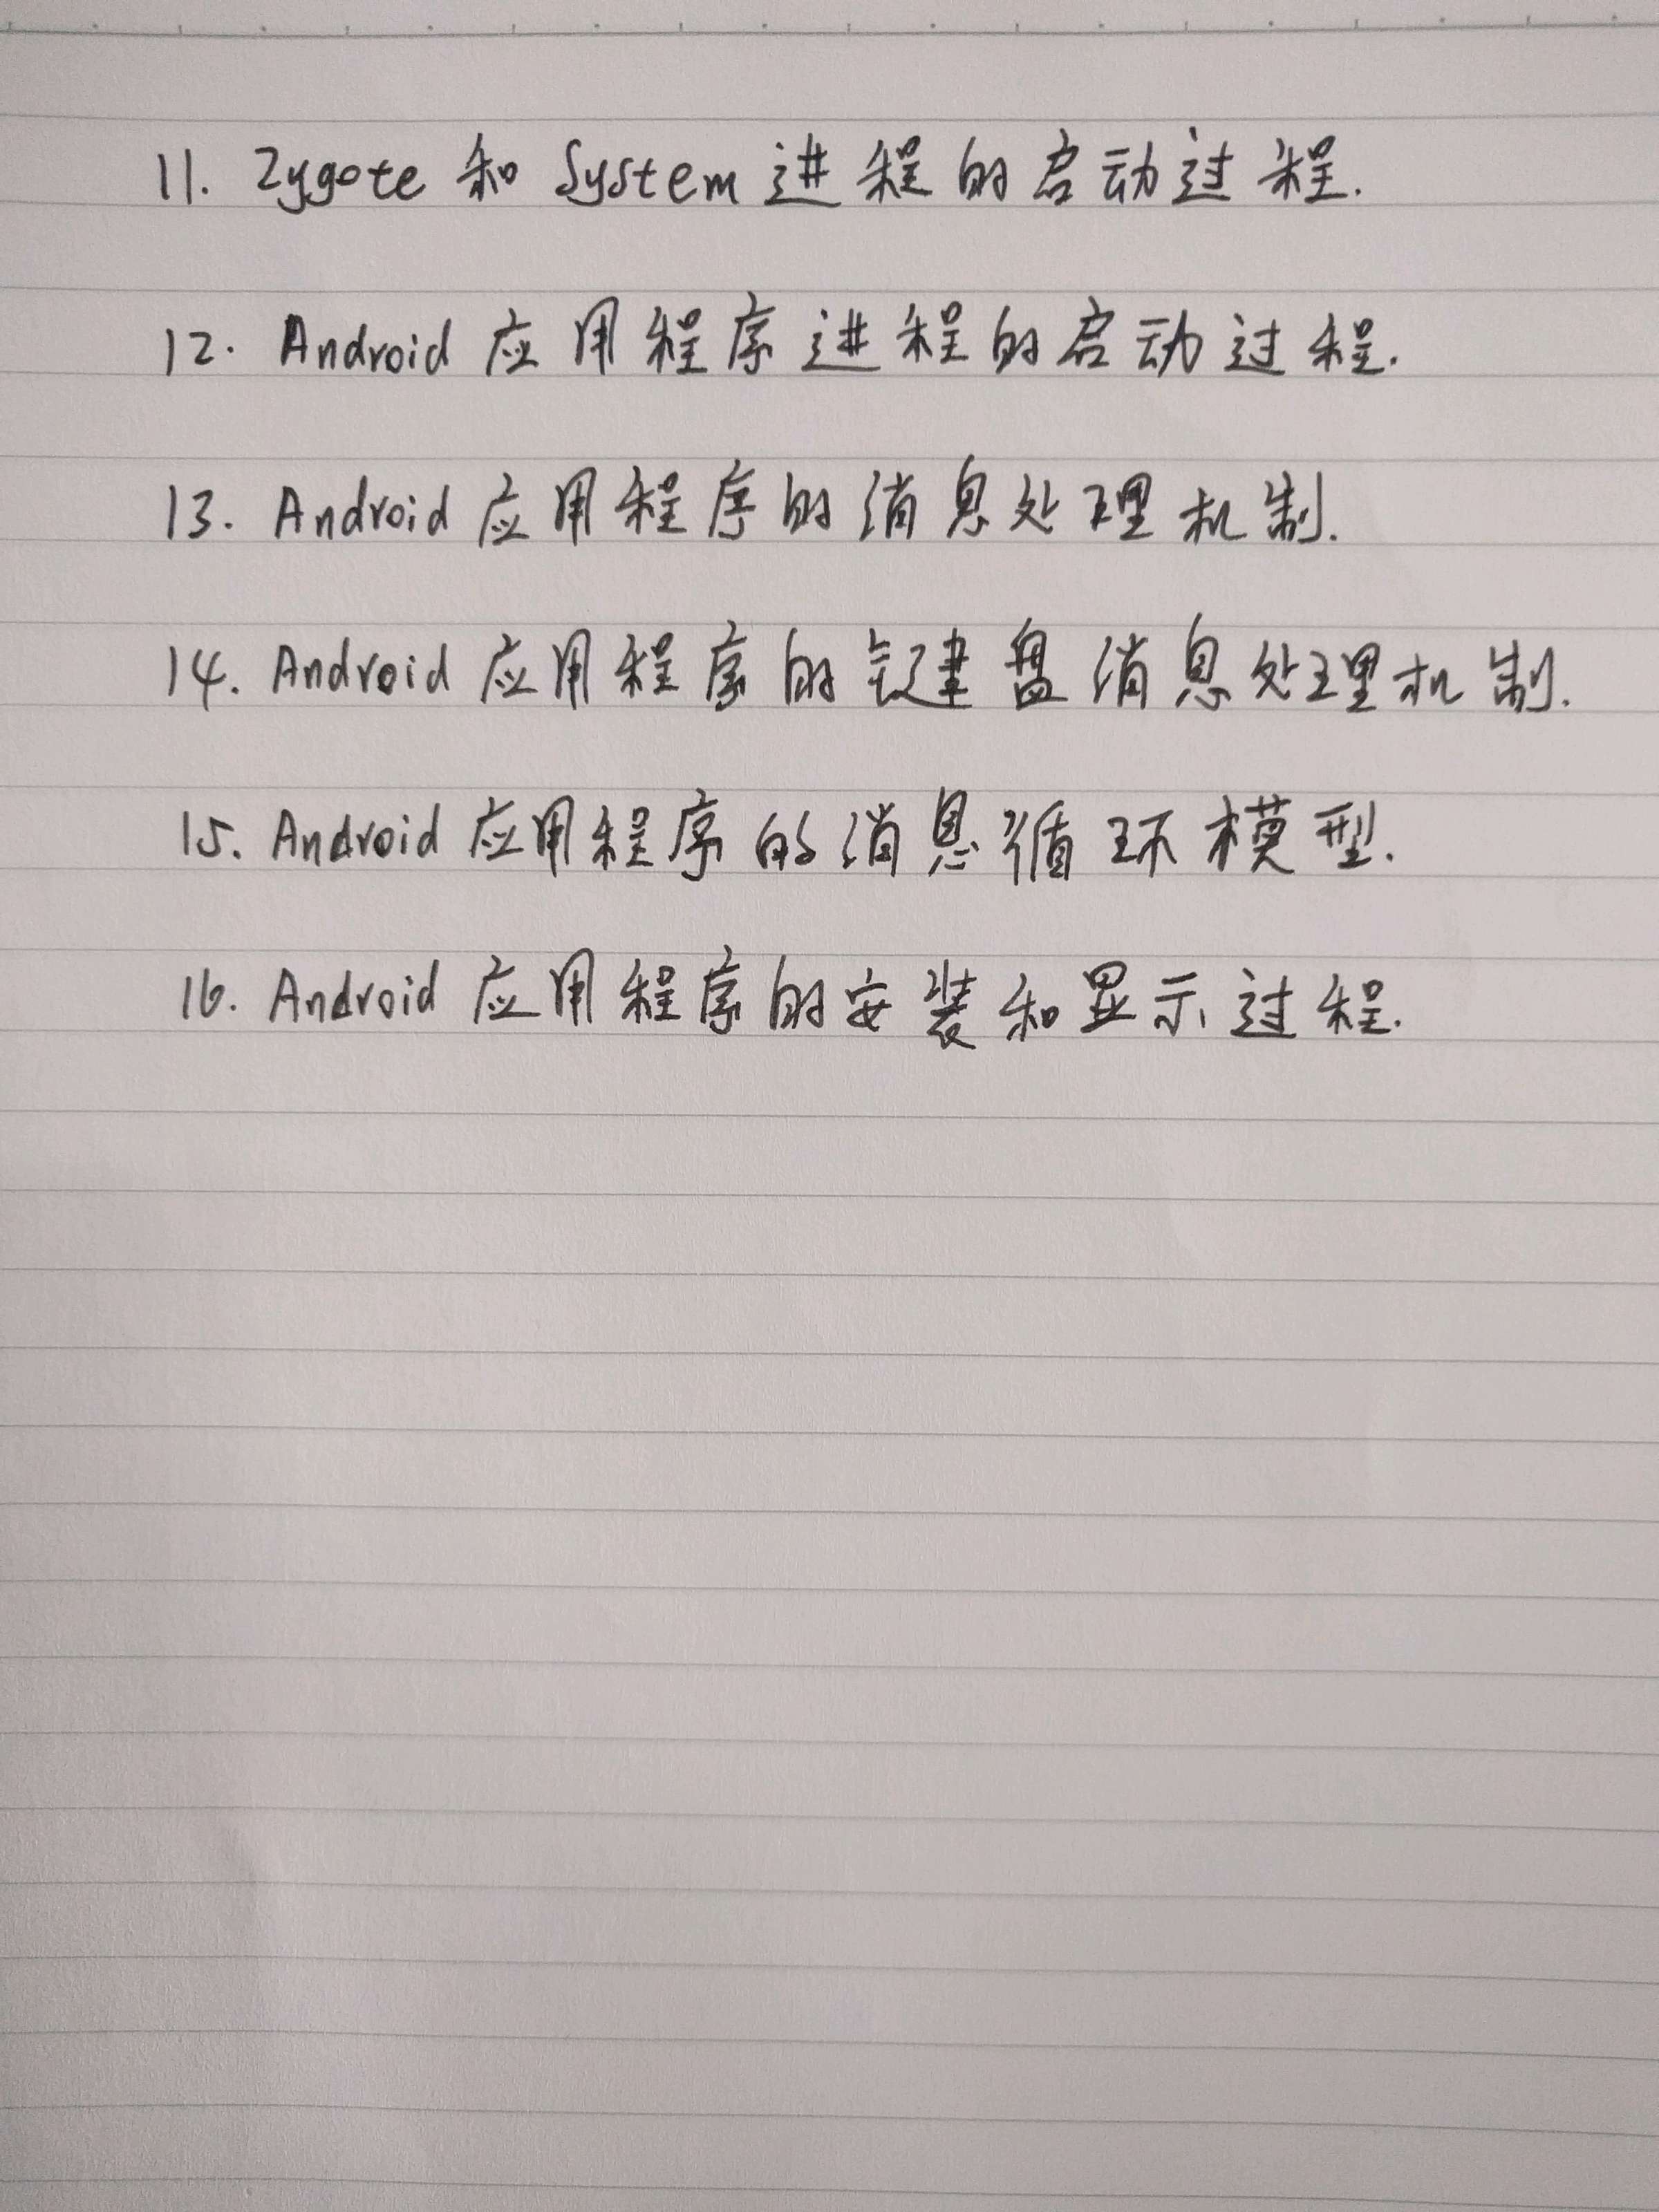 11. Zygote 和 System 进程的启动过程.
12. Android 应用程序进程的启动过程.
13. Android 应用程序的消息处理机制.
14. Android 应用程序的键盘消息处理机制.
15. Android 应用程序的消息循环模型.
16. Android 应用程序的安装和显示过程.